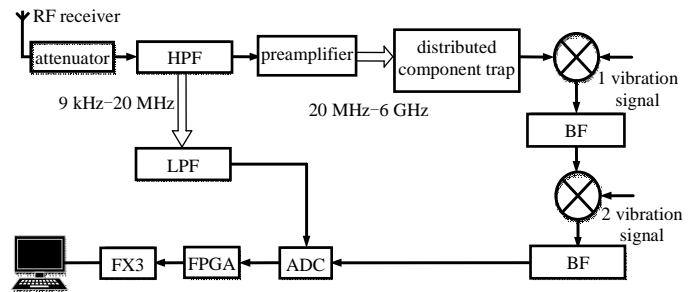 RF receiver
attenuator
HPF
preamplifier
distributed
component trap
9 kHz−20 MHz
20 MHz−6 GHz
1 vibration
signal
BF
LPF
2 vibration
signal
FX3
FPGA
ADC
BF